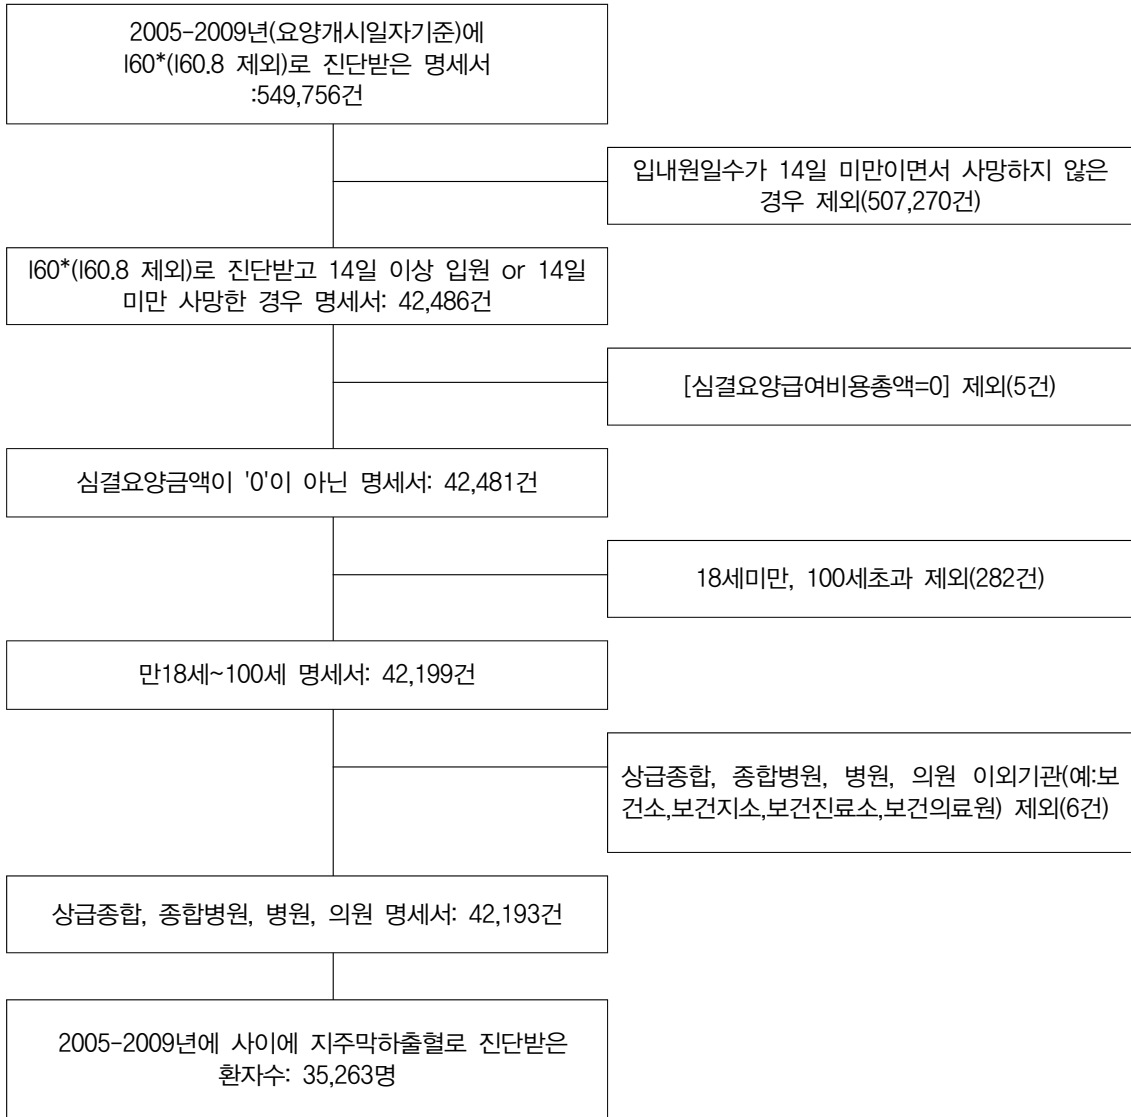 2005-2009년(요양개시일자기준)에
I60*(I60.8 제외)로 진단받은 명세서
:549,756건
입내원일수가 14일 미만이면서 사망하지 않은
경우 제외(507,270건)
I60*(I60.8 제외)로 진단받고 14일 이상 입원 or 14일
미만 사망한 경우 명세서: 42,486건
[심결요양급여비용총액=0] 제외(5건)
심결요양금액이 '0'이 아닌 명세서: 42,481건
18세미만, 100세초과 제외(282건)
만18세~100세 명세서: 42,199건
상급종합, 종합병원, 병원, 의원 이외기관(예:보
건소,보건지소,보건진료소,보건의료원) 제외(6건)
상급종합, 종합병원, 병원, 의원 명세서: 42,193건
2005-2009년에 사이에 지주막하출혈로 진단받은
환자수: 35,263명